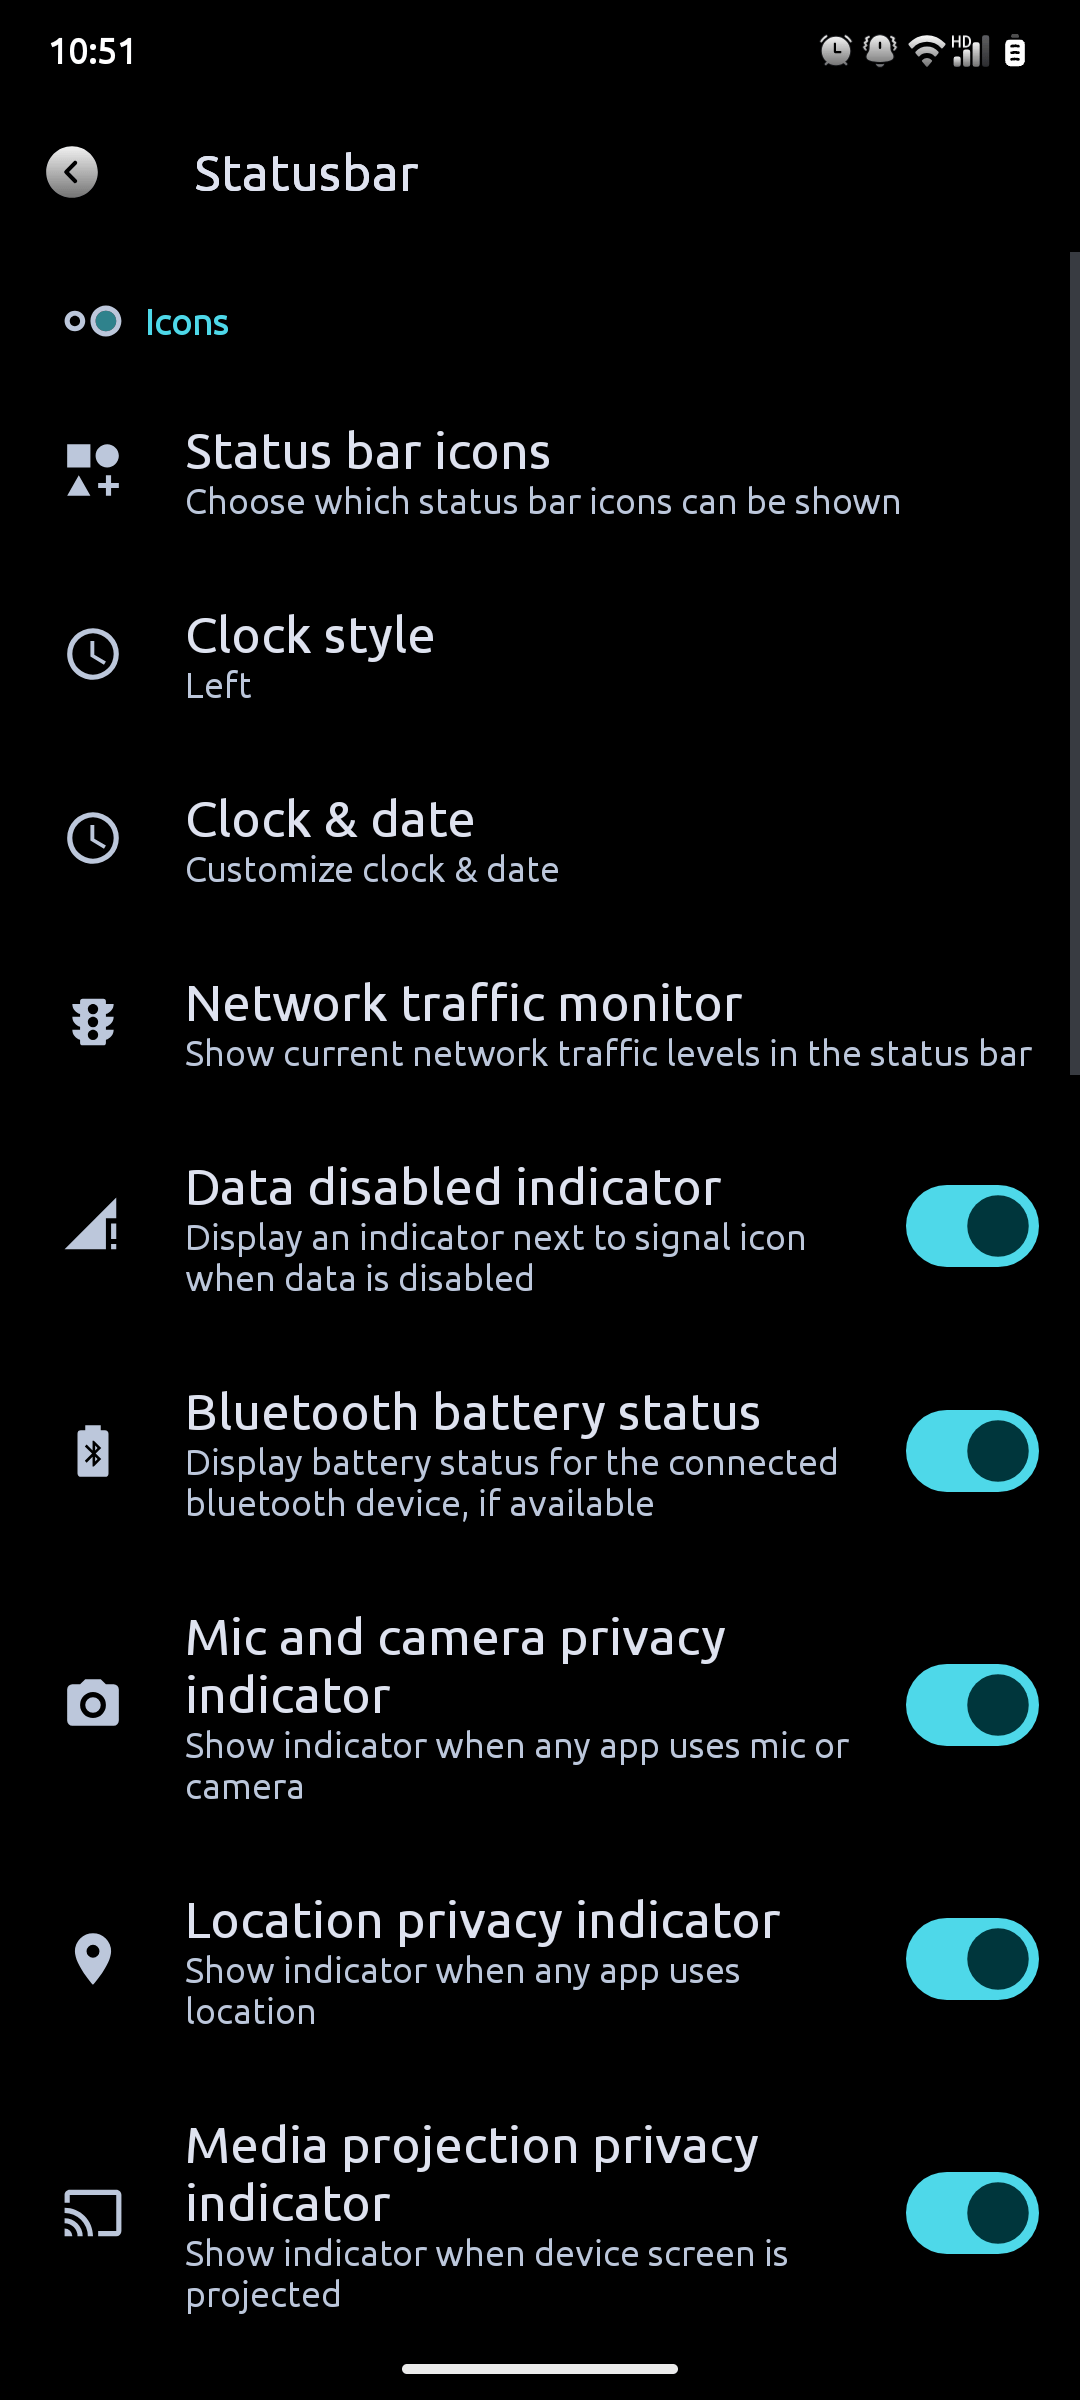 10:51
HD
Statusbar
Icons
Status bar icons
Choose which status bar icons can be shown
Clock style
Left
Clock & date
Customize clock & date
Network traffic monitor
Show current network traffic levels in the status bar
Data disabled indicator
Display an indicator next to signal icon
when data is disabled
Bluetooth battery status
Display battery status for the connected
bluetooth device, if available
Mic and camera privacy
indicator
Show indicator when any app uses mic or
camera
Location privacy indicator
Show indicator when any app uses
location
Media projection privacy
indicator
Show indicator when device screen is
projected